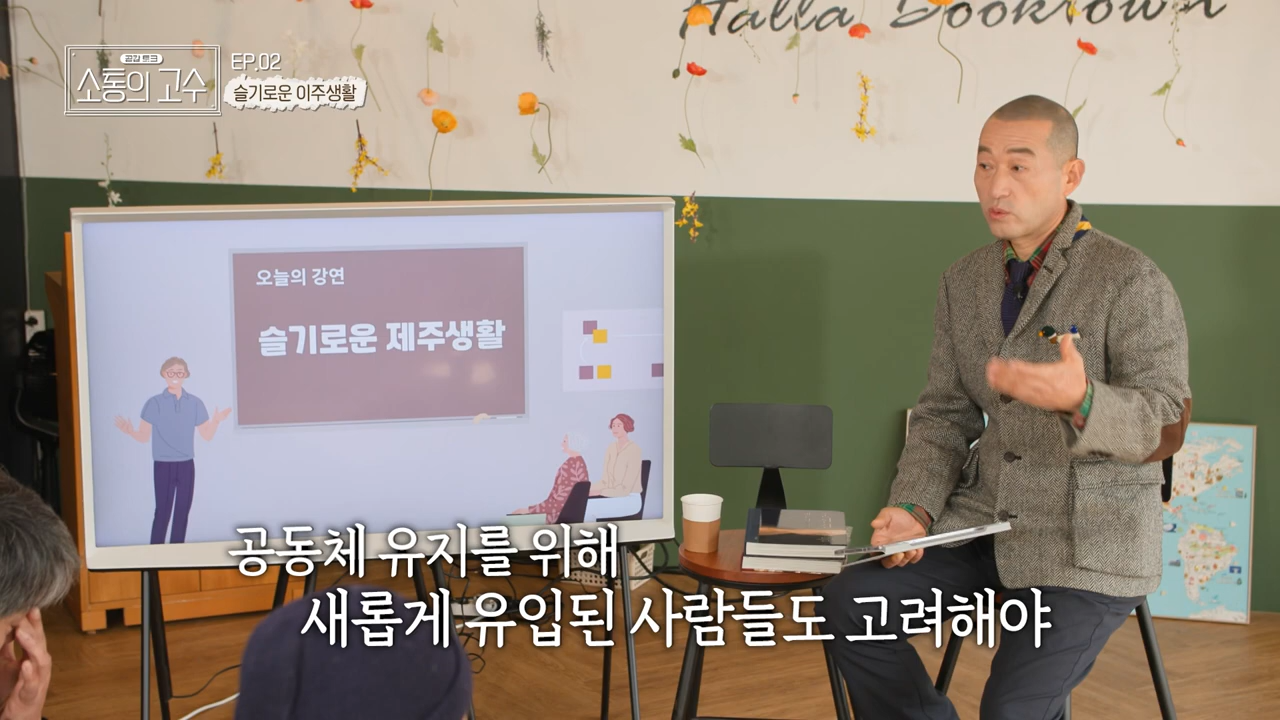 Halla Booktown
공감 토크
소통의 고수
EP.02
슬기로운 이주생활
오늘의 강연
슬기로운 제주생활
공동체 유지를 위해
새롭게 유입된 사람들도 고려해야